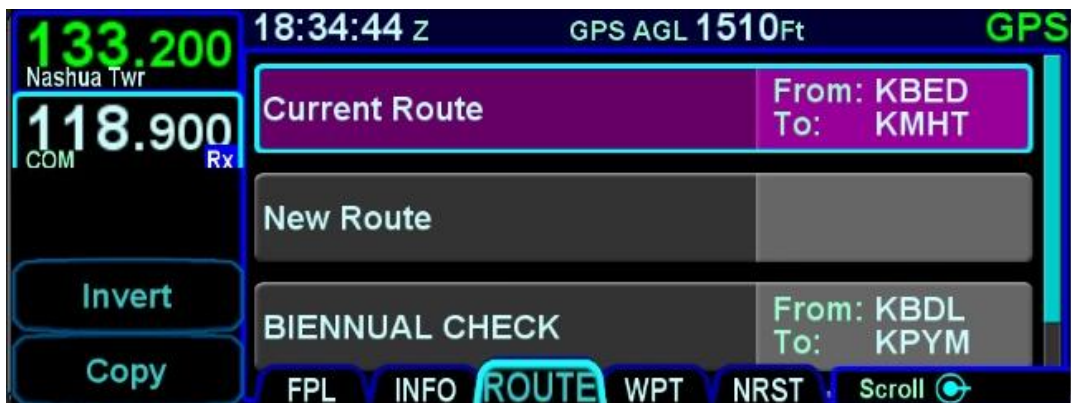 133.200
Nashua Twr
118.900
COM Rx
Invert
Copy
18:34:44 Z GPS AGL 1510Ft GPS
Current Route From: KBED
To: KMHT
New Route
BIENNUAL CHECK From: KBDL
To: KPYM
FPL INFO ROUTE WPT NRST Scroll